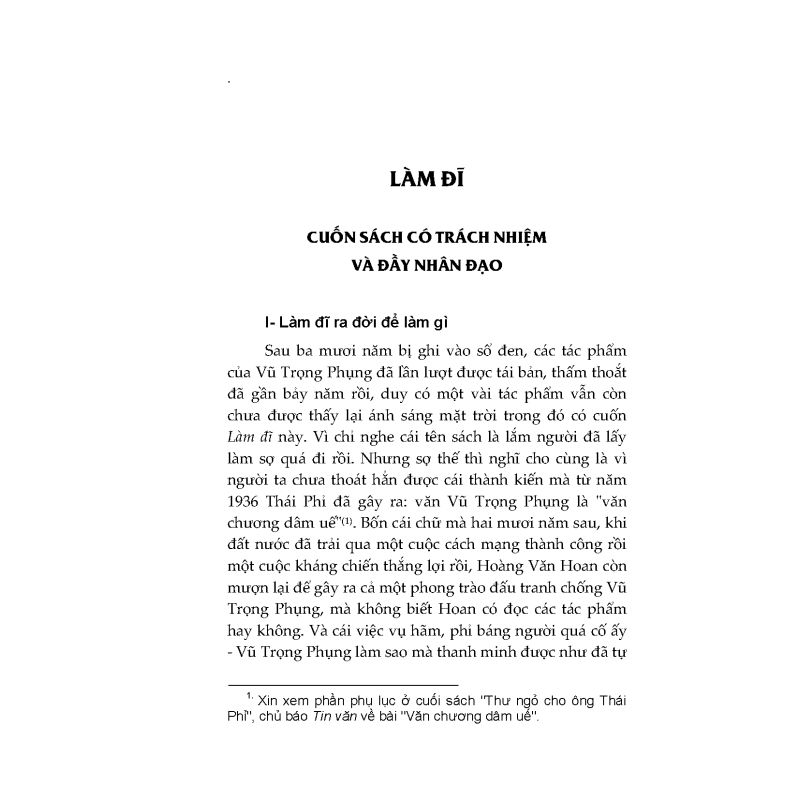 .
LÀM ĐĨ
CUỐN SÁCH CÓ TRÁCH NHIỆM
VÀ ĐẦY NHÂN ĐẠO
I- Làm đĩ ra đời để làm gì
Sau ba mươi năm bị ghi vào sổ đen, các tác phẩm
của Vũ Trọng Phụng đã lần lượt được tái bản, thấm thoắt
đã gần bảy năm rồi, duy có một vài tác phẩm vẫn còn
chưa được thấy lại ánh sáng mặt trời trong đó có cuốn
Làm đĩ này. Vì chỉ nghe cái tên sách là lắm người đã lấy
làm sợ quá đi rồi. Nhưng sợ thế thì nghĩ cho cùng là vì
người ta chưa thoát hẳn được cái thành kiến mà từ năm
1936 Thái Phỉ đã gây ra: văn Vũ Trọng Phụng là "văn
chương dâm uế"(1). Bốn cái chữ mà hai mươi năm sau, khi
đất nước đã trải qua một cuộc cách mạng thành công rồi
một cuộc kháng chiến thắng lợi rồi, Hoàng Văn Hoan còn
mượn lại để gây ra cả một phong trào đấu tranh chống Vũ
Trọng Phụng, mà không biết Hoan có đọc các tác phẩm
hay không. Và cái việc vụ hãm, phỉ báng người quá cố ấy
- Vũ Trọng Phụng làm sao mà thanh minh được như đã tự
1. Xin xem phần phụ lục ở cuối sách "Thư ngỏ cho ông Thái
Phỉ", chủ báo Tin văn về bài "Văn chương dâm uế".